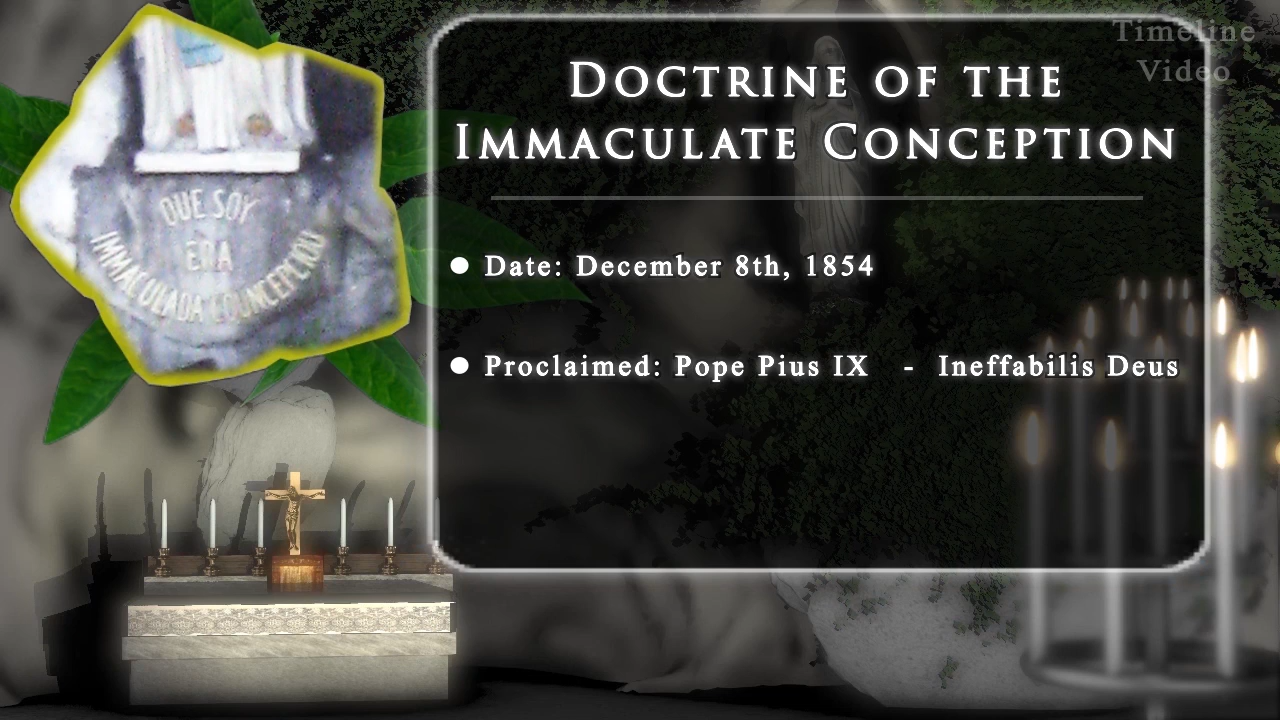 Timeline
Video
DOCTRINE OF THE
IMMACULATE CONCEPTION
Date: December 8th, 1854
Proclaimed: Pope Pius IX - Ineffabilis Deus
QUE SOY
ERA
IMMACULADA COUNCEPCIOU